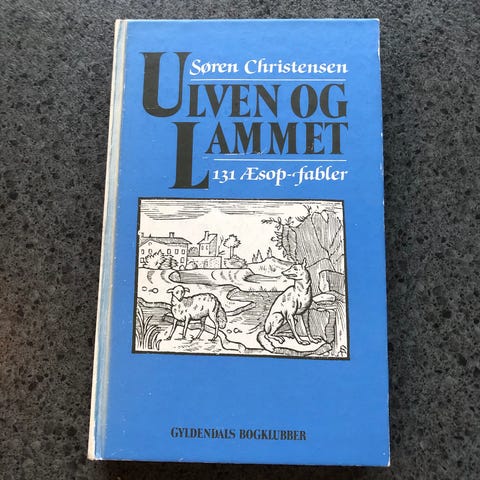 Søren Christensen
ULVEN OG
LAMMET
131 Æsop-fabler
GYLDENDALS BOGKLUBBER